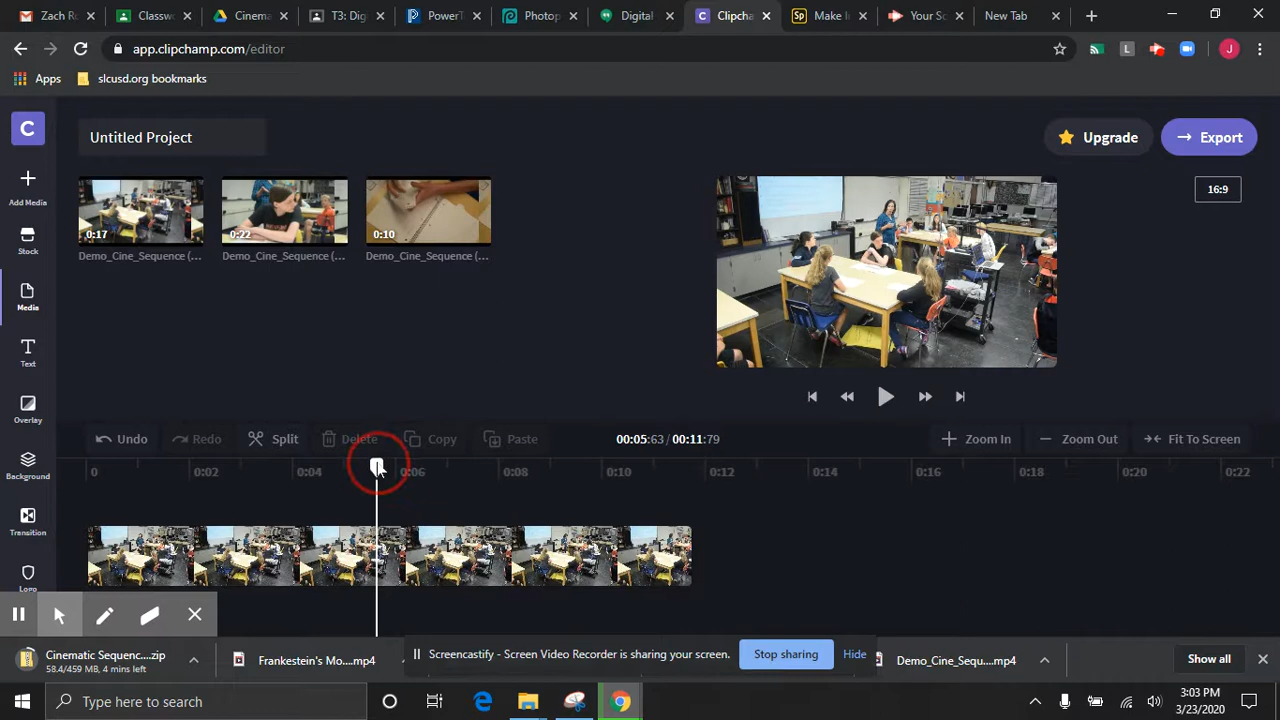 Zach Ro
Classwo
Cinema
T3: Dig
PowerT
Photop
Digital
Clipcha
Make Im
Your Sc
New Tab
app.clipchamp.com/editor
L
J
Apps
slcusd.org bookmarks
C
Untitled Project
Upgrade
Export
Add Media
0:17
0:22
0:10
16:9
Demo_Cine_Sequence (...
Demo_Cine_Sequence (...
Demo_Cine_Sequence (...
Stock
Media
Text
Overlay
Undo
Redo
Split
Delete
Copy
Paste
00:05:63 / 00:11:79
Zoom In
Zoom Out
Fit To Screen
0
0:02
0:04
0:06
0:08
0:10
0:12
0:14
0:16
0:18
0:20
0:22
Background
Transition
Logo
Cinematic Sequenc....zip
58.4/459 MB, 4 mins left
Frankestein's Mo....mp4
Screencastify - Screen Video Recorder is sharing your screen.
Stop sharing
Hide
Demo_Cine_Sequ....mp4
Show all
Type here to search
3:03 PM
3/23/2020